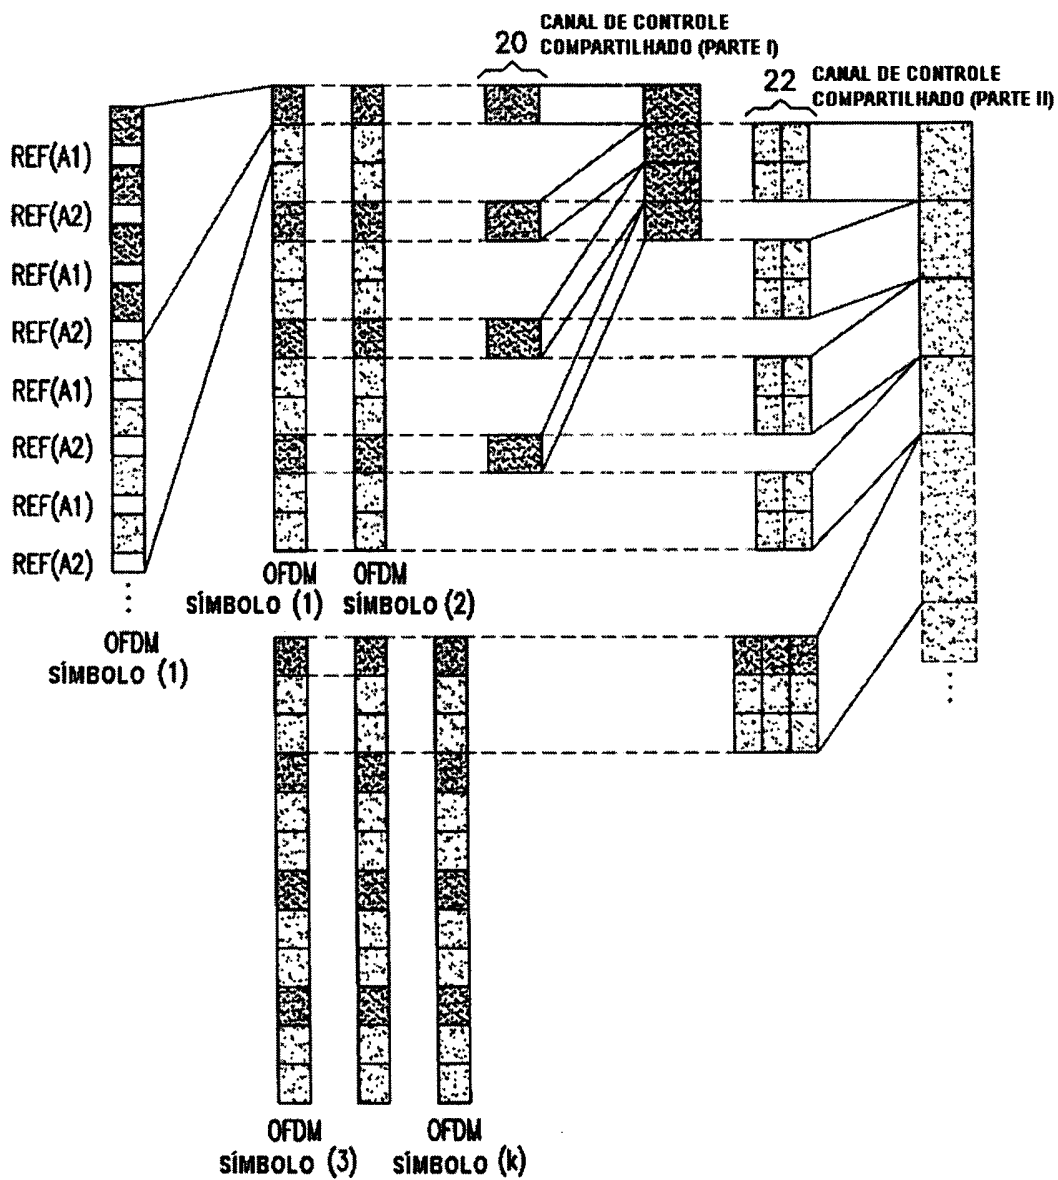 20
CANAL DE CONTROLE
COMPARTILHADO (PARTE I)
22
CANAL DE CONTROLE
COMPARTILHADO (PARTE II)
REF(A1)
REF(A2)
REF(A1)
REF(A2)
REF(A1)
REF(A2)
REF(A1)
REF(A2)
OFDM
SÍMBOLO (1)
OFDM
SÍMBOLO (1)
OFDM
SÍMBOLO (2)
OFDM
SÍMBOLO (3)
OFDM
SÍMBOLO (k)